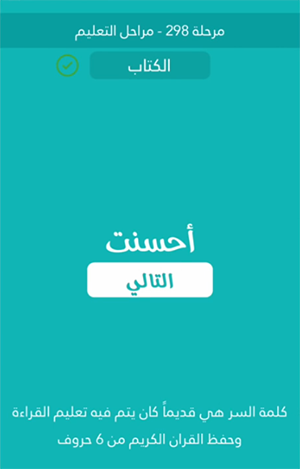 مرحلة 298 - مراحل التعليم
الكتاب
أحسنت
التالي
كلمة السر هي قديماً كان يتم فيه تعليم القراءة
وحفظ القران الكريم من 6 حروف